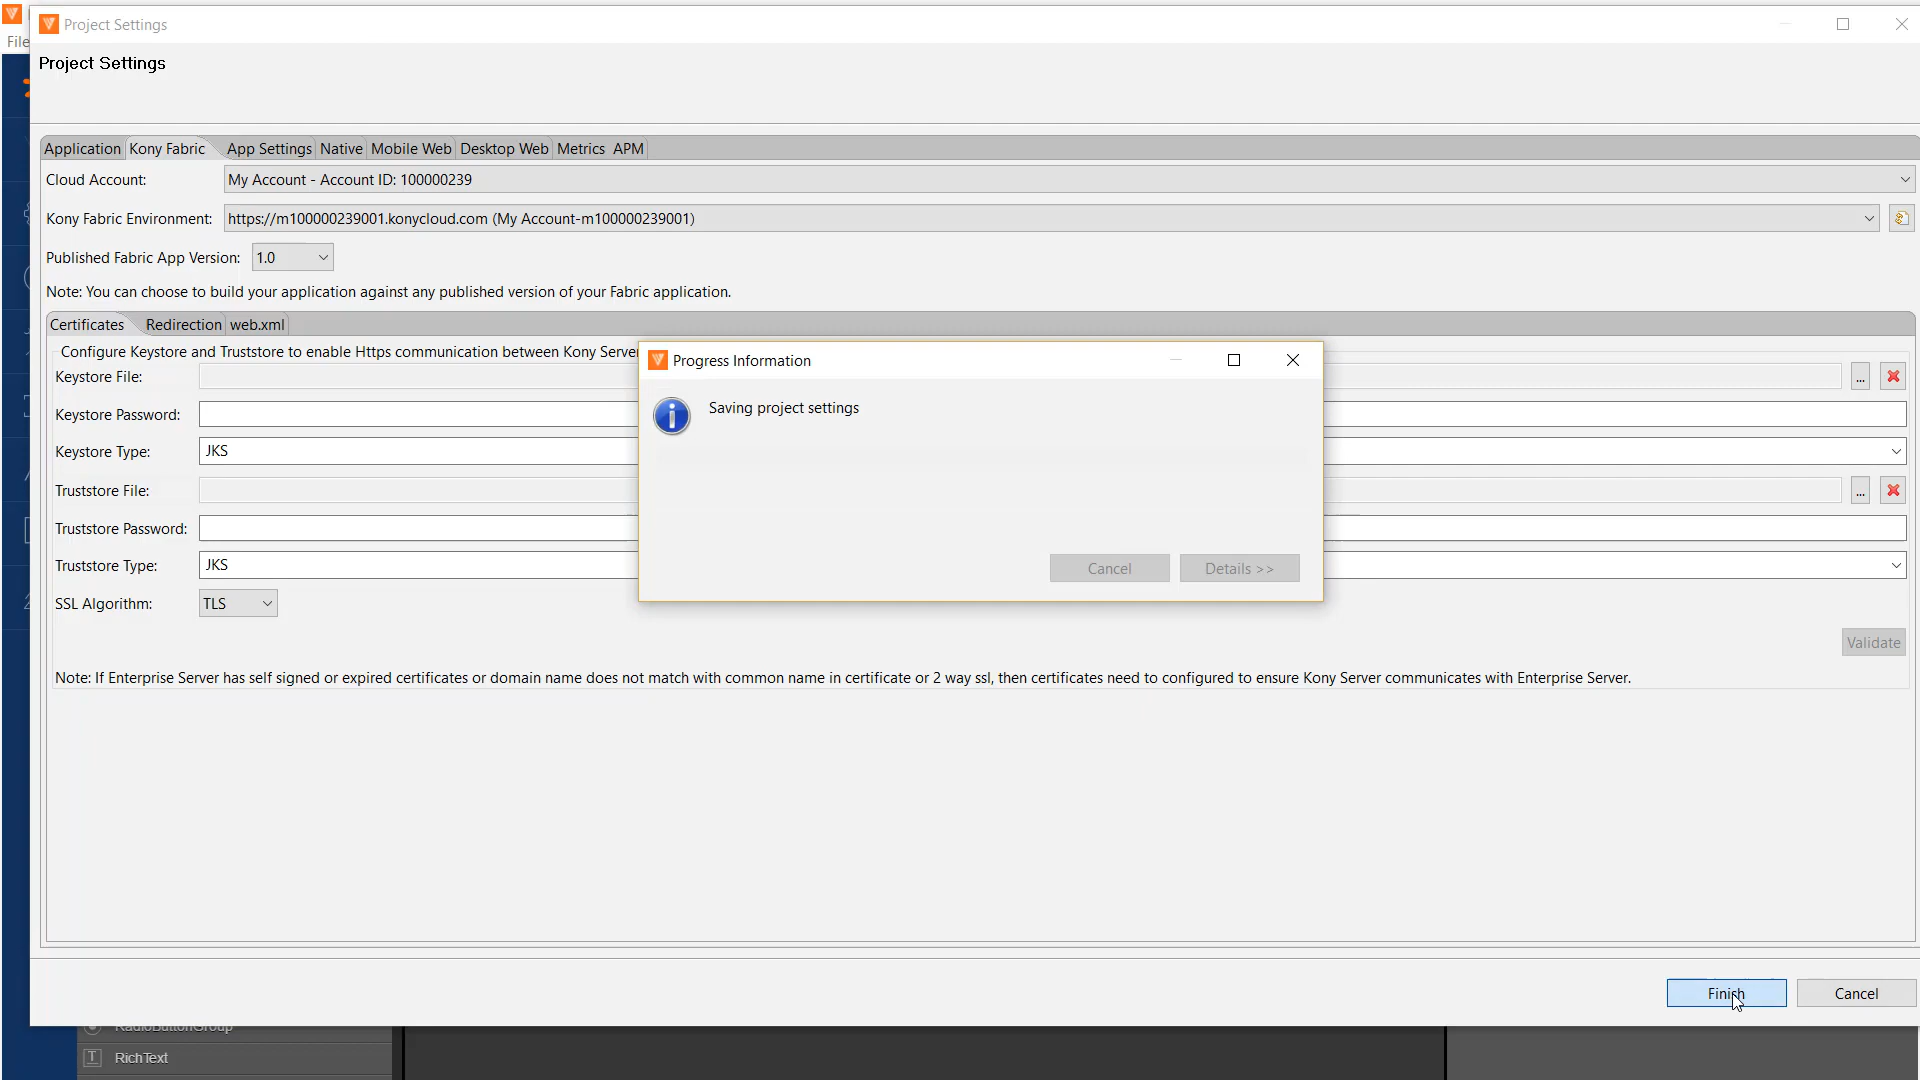 Project Settings
File
Project Settings
Application Kony Fabric App Settings Native Mobile Web Desktop Web Metrics APM
Cloud Account: My Account - Account ID: 100000239
Kony Fabric Environment: https://m100000239001.konycloud.com (My Account-m100000239001)
Published Fabric App Version: 1.0
Note: You can choose to build your application against any published version of your Fabric application.
Certificates Redirection web.xml
Configure Keystore and Truststore to enable Https communication between Kony Server
Progress Information
Keystore File: ...
Saving project settings
Keystore Password:
Keystore Type: JKS
Truststore File: ...
Truststore Password:
Truststore Type: JKS
Cancel Details >>
SSL Algorithm: TLS
Validate
Note: If Enterprise Server has self signed or expired certificates or domain name does not match with common name in certificate or 2 way ssl, then certificates need to configured to ensure Kony Server communicates with Enterprise Server.
Finish Cancel
RadioButtonGroup
T RichText